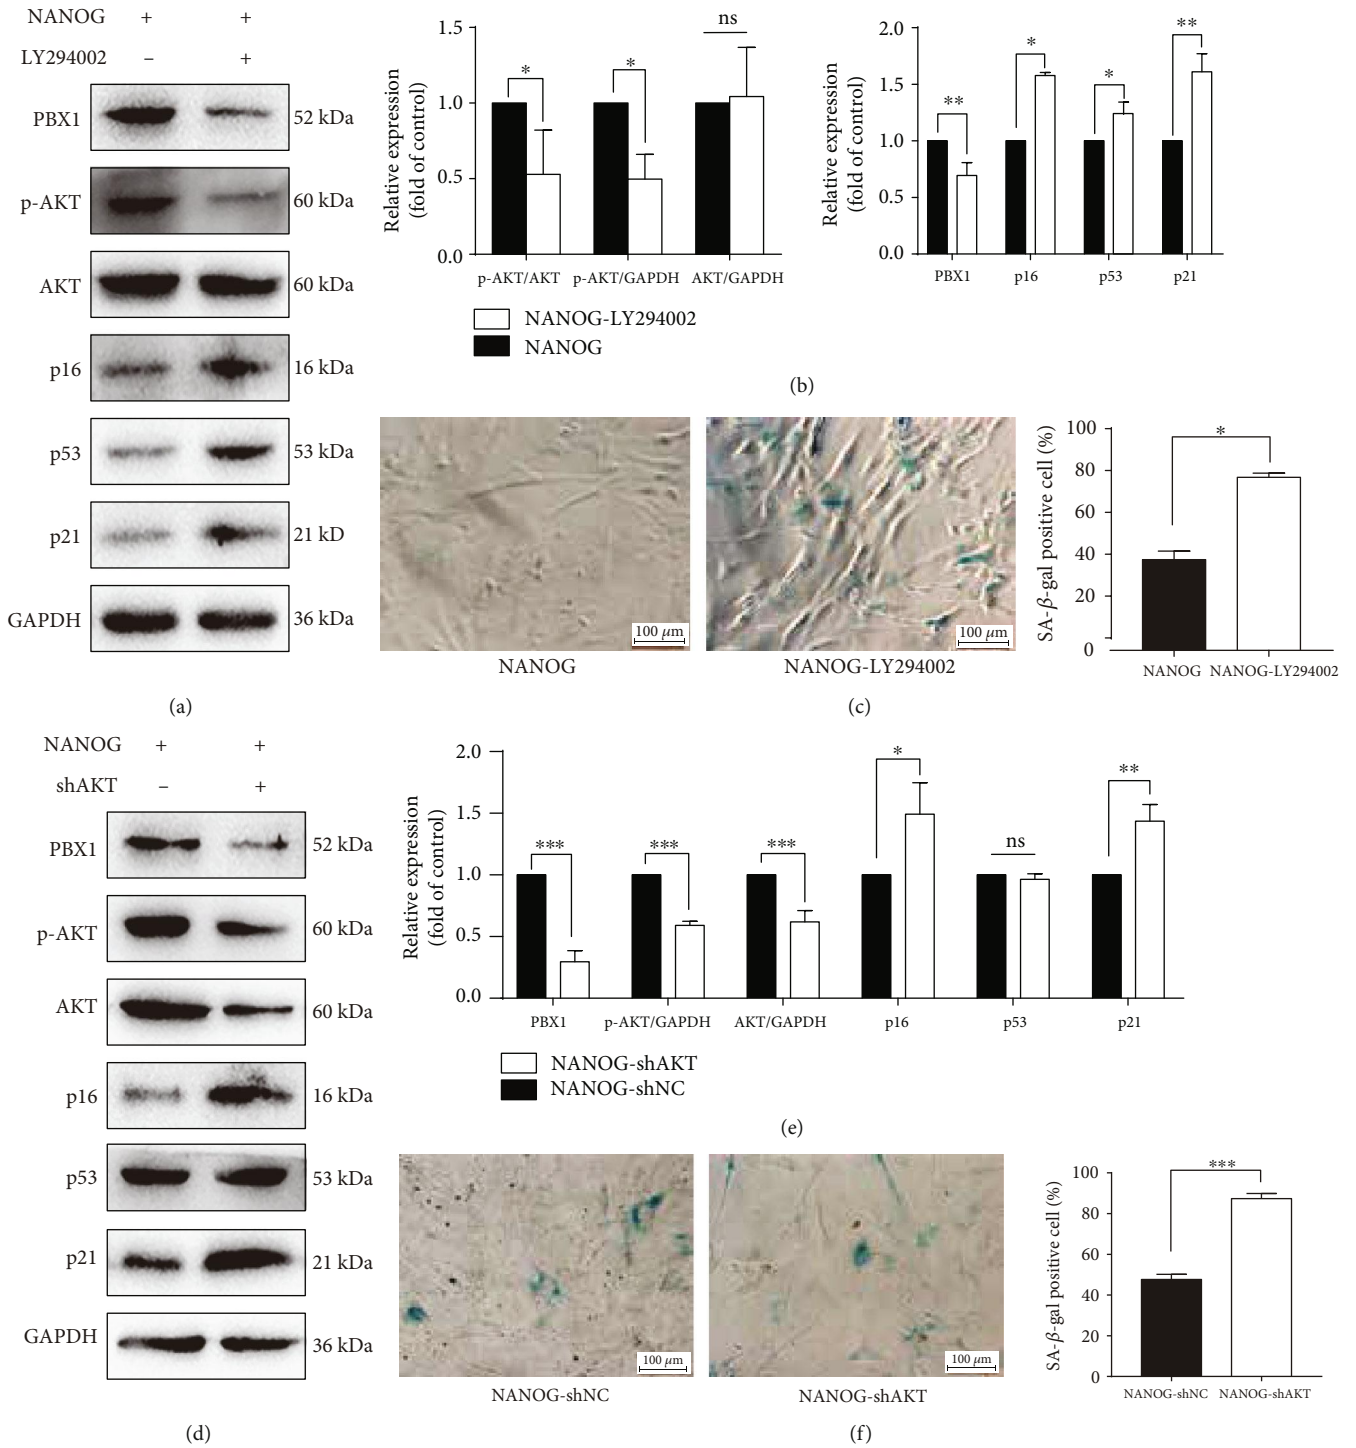 NANOG + +
LY294002 – +
PBX1 52 kDa
p-AKT 60 kDa
AKT 60 kDa
p16 16 kDa
p53 53 kDa
p21 21 kD
GAPDH 36 kDa
(a)
Relative expression
(fold of control)
1.5
1.0
0.5
0.0
* * ns
p-AKT/AKT p-AKT/GAPDH AKT/GAPDH
NANOG-LY294002
NANOG
Relative expression
(fold of control)
2.0
1.5
1.0
0.5
0.0
** * * **
PBX1 p16 p53 p21
(b)
100 μm
NANOG
100 μm
NANOG-LY294002
SA-β-gal positive cell (%)
100
80
60
40
20
0
*
NANOG NANOG-LY294002
(c)
NANOG + +
shAKT – +
PBX1 52 kDa
p-AKT 60 kDa
AKT 60 kDa
p16 16 kDa
p53 53 kDa
p21 21 kDa
GAPDH 36 kDa
(d)
Relative expression
(fold of control)
2.0
1.5
1.0
0.5
0.0
*** *** *** * ns **
PBX1 p-AKT/GAPDH AKT/GAPDH p16 p53 p21
NANOG-shAKT
NANOG-shNC
(e)
100 μm
NANOG-shNC
100 μm
NANOG-shAKT
SA-β-gal positive cell (%)
100
80
60
40
20
0
***
NANOG-shNC NANOG-shAKT
(f)